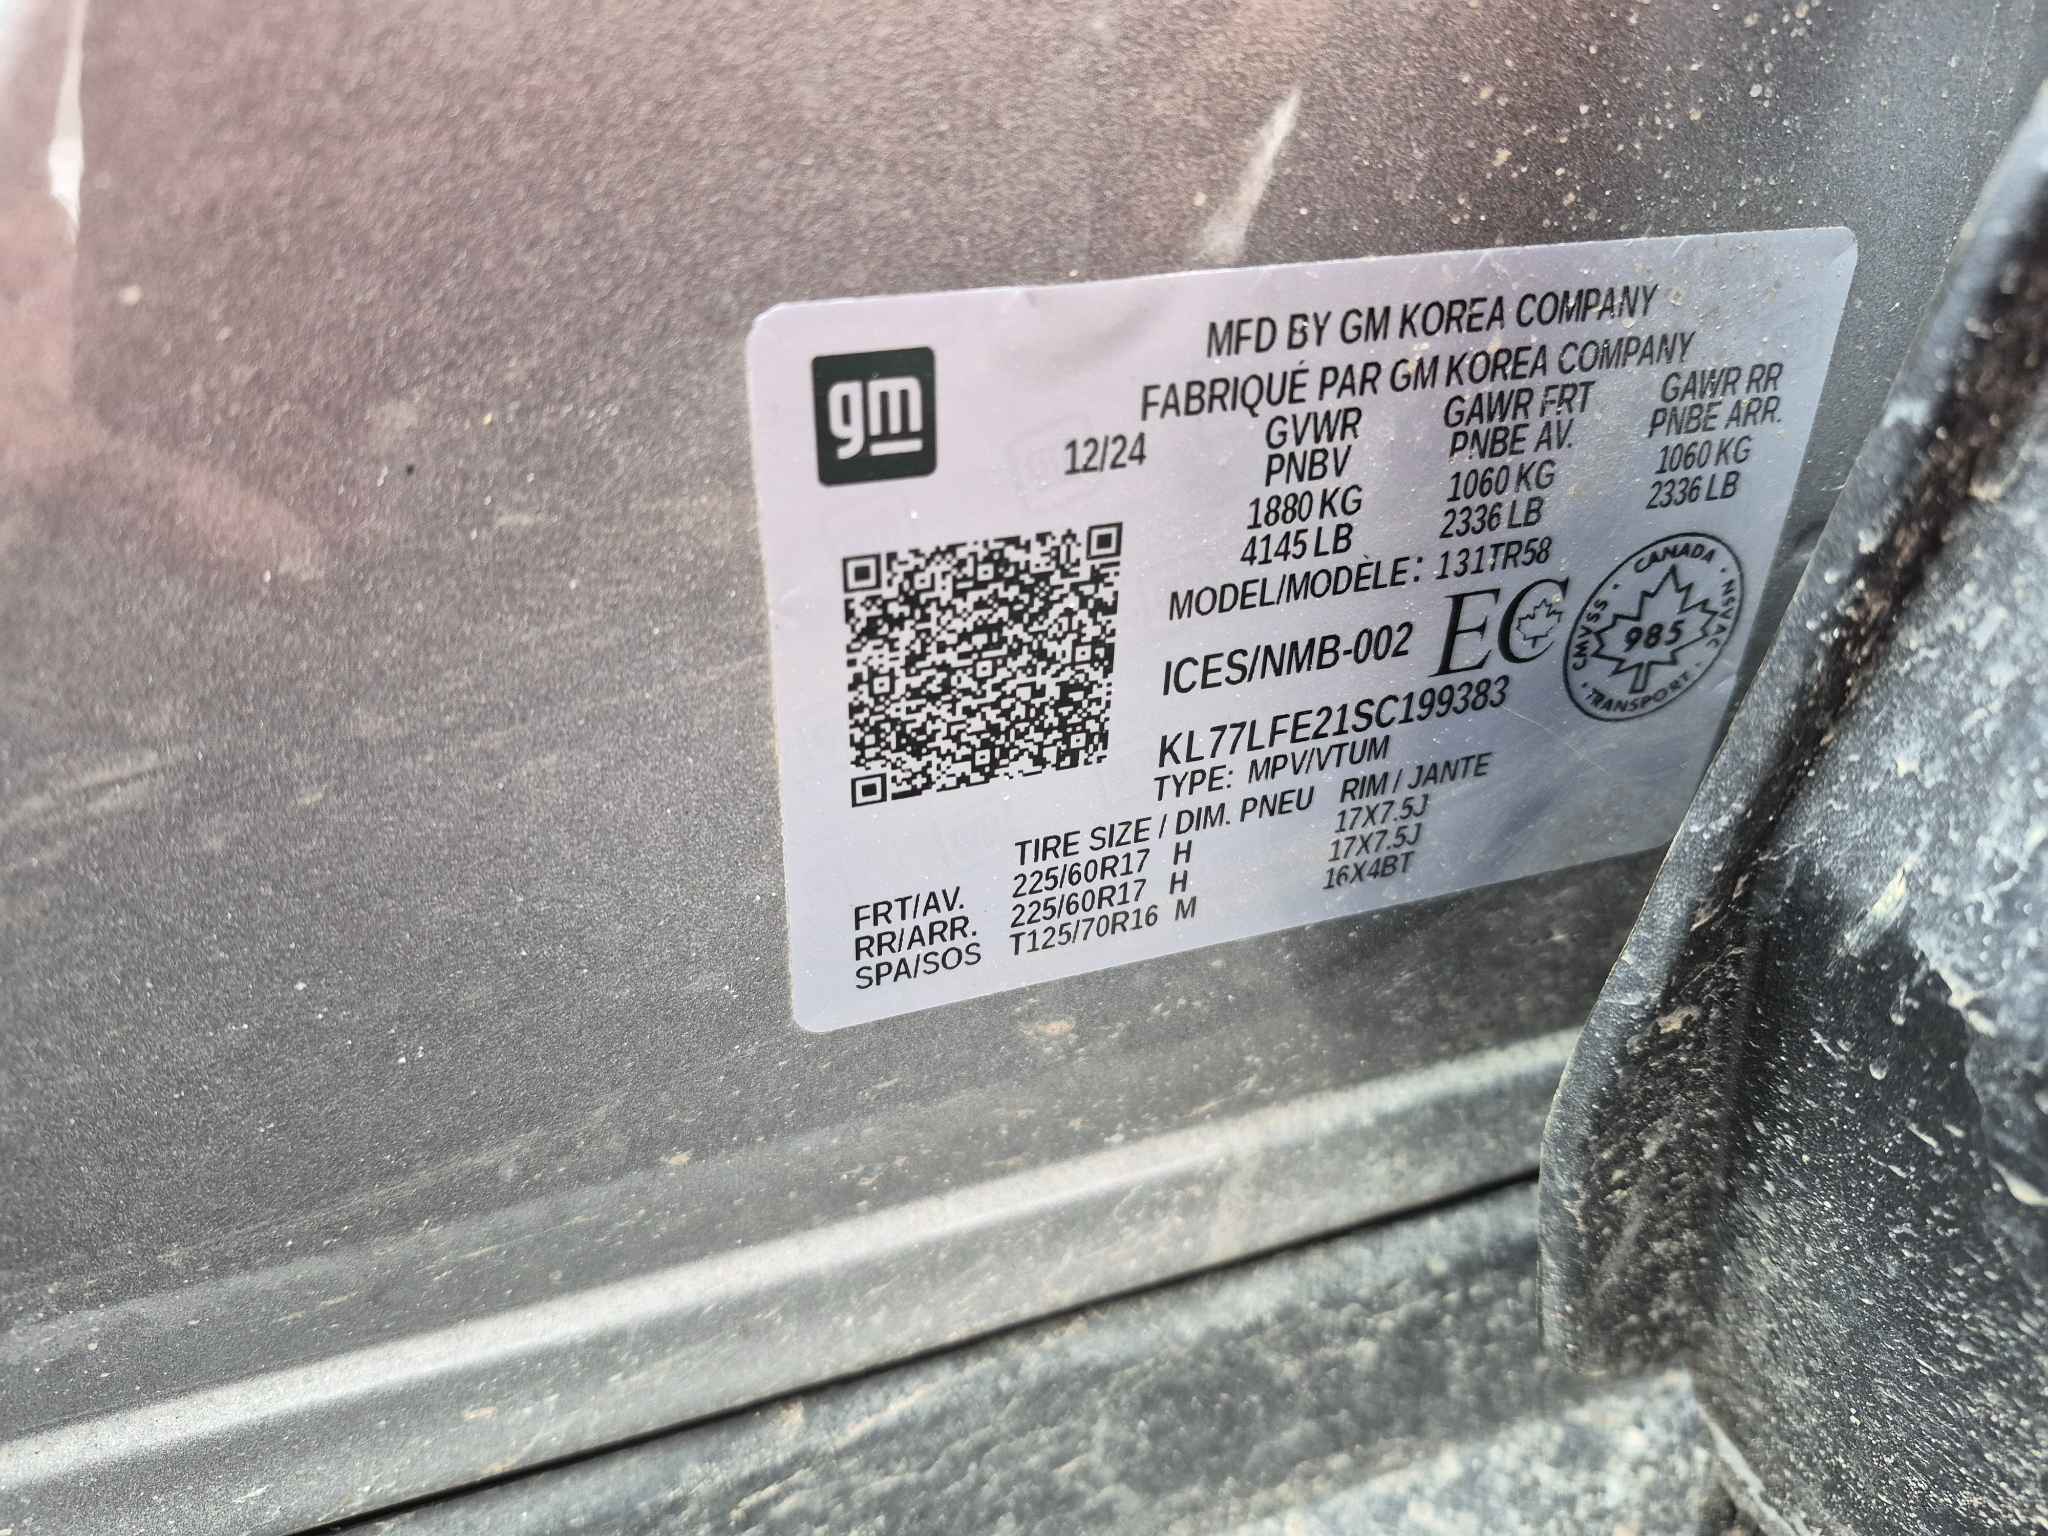 gm
MFD BY GM KOREA COMPANY
FABRIQUÉ PAR GM KOREA COMPANY
12/24
GVWR GAWR FRT GAWR RR
PNBV PNBE AV. PNBE ARR.
1880 KG 1060 KG 1060 KG
4145 LB 2336 LB 2336 LB
MODEL/MODÈLE: 131TR58
ICES/NMB-002 EC
CANADA · NSVAC · TRANSPORT · CMVSS ·
985
KL77LFE21SC199383
TYPE: MPV/VTUM
TIRE SIZE / DIM. PNEU RIM / JANTE
FRT/AV. 225/60R17 H 17X7.5J
RR/ARR. 225/60R17 H 17X7.5J
SPA/SOS T125/70R16 M 16X4BT